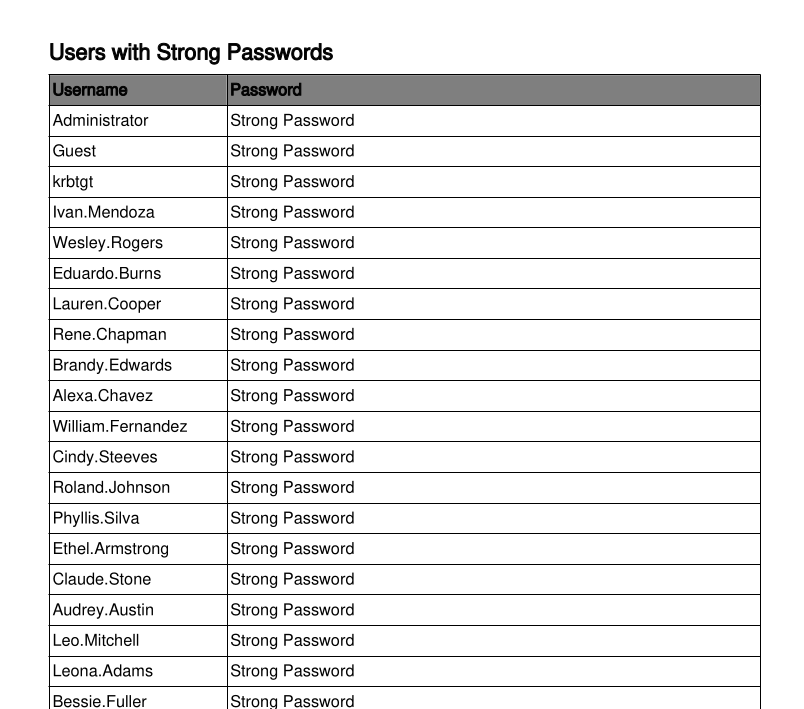 Users with Strong Passwords
Username Password
Administrator Strong Password
Guest Strong Password
krbtgt Strong Password
Ivan.Mendoza Strong Password
Wesley.Rogers Strong Password
Eduardo.Burns Strong Password
Lauren.Cooper Strong Password
Rene.Chapman Strong Password
Brandy.Edwards Strong Password
Alexa.Chavez Strong Password
William.Fernandez Strong Password
Cindy.Steeves Strong Password
Roland.Johnson Strong Password
Phyllis.Silva Strong Password
Ethel.Armstrong Strong Password
Claude.Stone Strong Password
Audrey.Austin Strong Password
Leo.Mitchell Strong Password
Leona.Adams Strong Password
Bessie.Fuller Strong Password